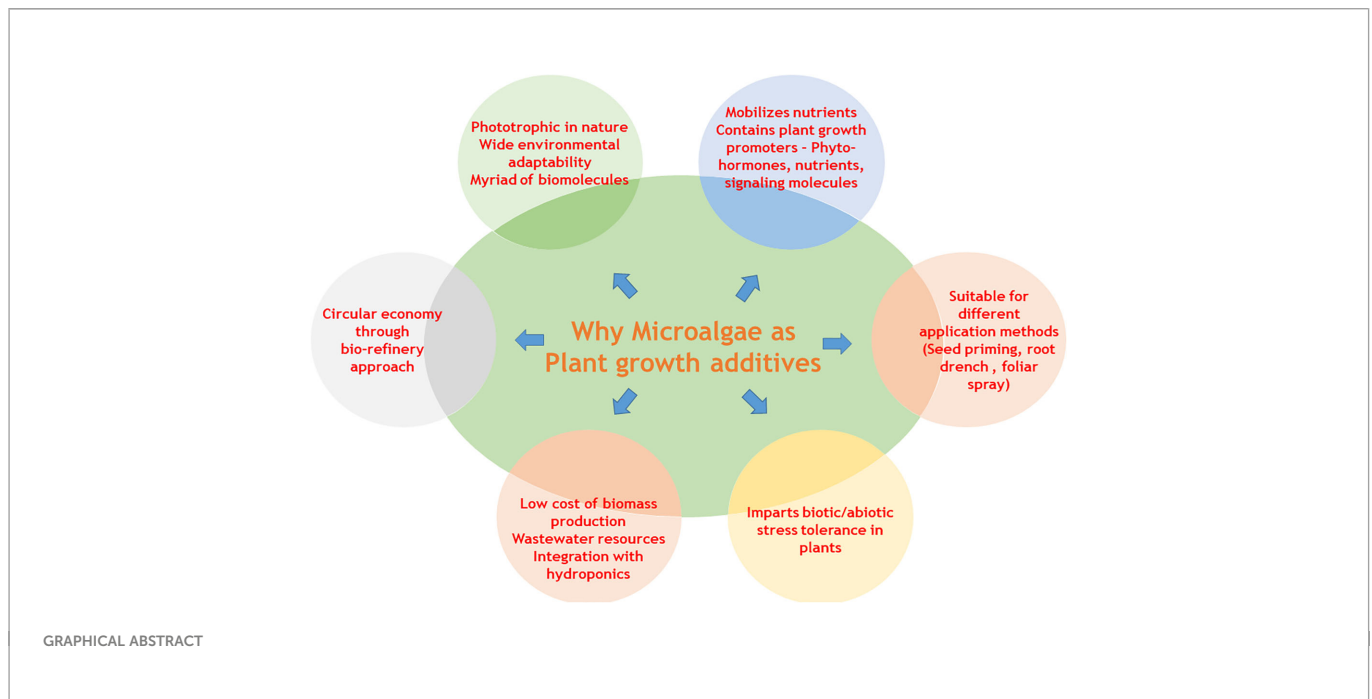 Phototrophic in nature
Wide environmental
adaptability
Myriad of biomolecules
Mobilizes nutrients
Contains plant growth
promoters - Phyto-
hormones, nutrients,
signaling molecules
Circular economy
through
bio-refinery
approach
Why Microalgae as
Plant growth additives
Suitable for
different
application methods
(Seed priming, root
drench , foliar
spray)
Low cost of biomass
production
Wastewater resources
Integration with
hydroponics
Imparts biotic/abiotic
stress tolerance in
plants
GRAPHICAL ABSTRACT